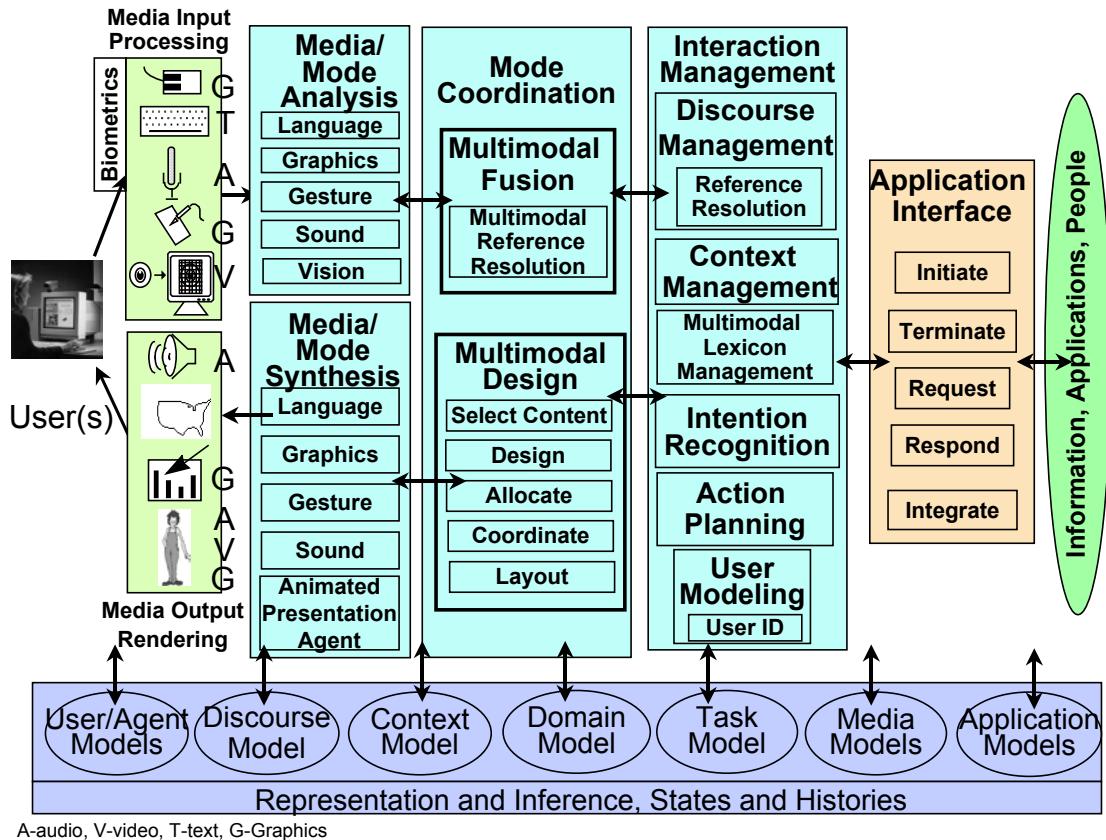 Media Input
Processing
Biometrics
G
T
A
G
V
User(s)
A
G
A
V
G
Media Output
Rendering
Media/
Mode
Analysis
Language
Graphics
Gesture
Sound
Vision
Media/
Mode
Synthesis
Language
Graphics
Gesture
Sound
Animated
Presentation
Agent
Mode
Coordination
Multimodal
Fusion
Multimodal
Reference
Resolution
Multimodal
Design
Select Content
Design
Allocate
Coordinate
Layout
Interaction
Management
Discourse
Management
Reference
Resolution
Context
Management
Multimodal
Lexicon
Management
Intention
Recognition
Action
Planning
User
Modeling
User ID
Application
Interface
Initiate
Terminate
Request
Respond
Integrate
Information, Applications, People
User/Agent
Models
Discourse
Model
Context
Model
Domain
Model
Task
Model
Media
Models
Application
Models
Representation and Inference, States and Histories
A-audio, V-video, T-text, G-Graphics